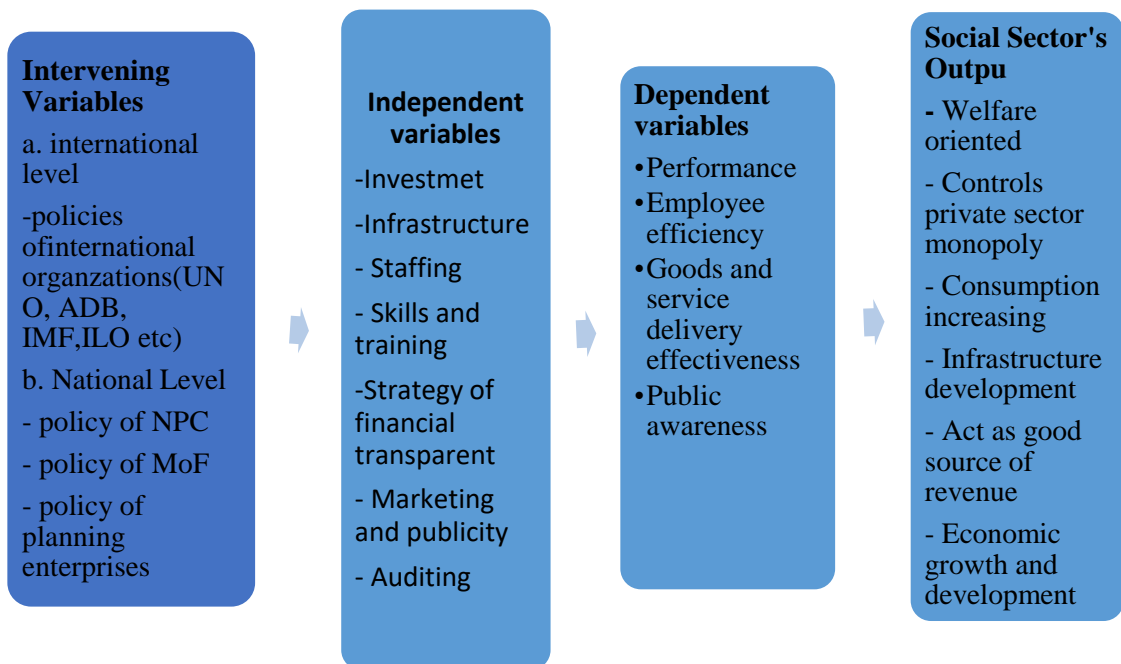 Intervening
Variables
a. international
level
-policies
ofinternational
organzations(UN
O, ADB,
IMF,ILO etc)
b. National Level
- policy of NPC
- policy of MoF
- policy of
planning
enterprises
Independent
variables
-Investmet
-Infrastructure
- Staffing
- Skills and
training
-Strategy of
financial
transparent
- Marketing
and publicity
- Auditing
Dependent
variables
•Performance
•Employee
efficiency
•Goods and
service
delivery
effectiveness
•Public
awareness
Social Sector's
Outpu
- Welfare
oriented
- Controls
private sector
monopoly
- Consumption
increasing
- Infrastructure
development
- Act as good
source of
revenue
- Economic
growth and
development